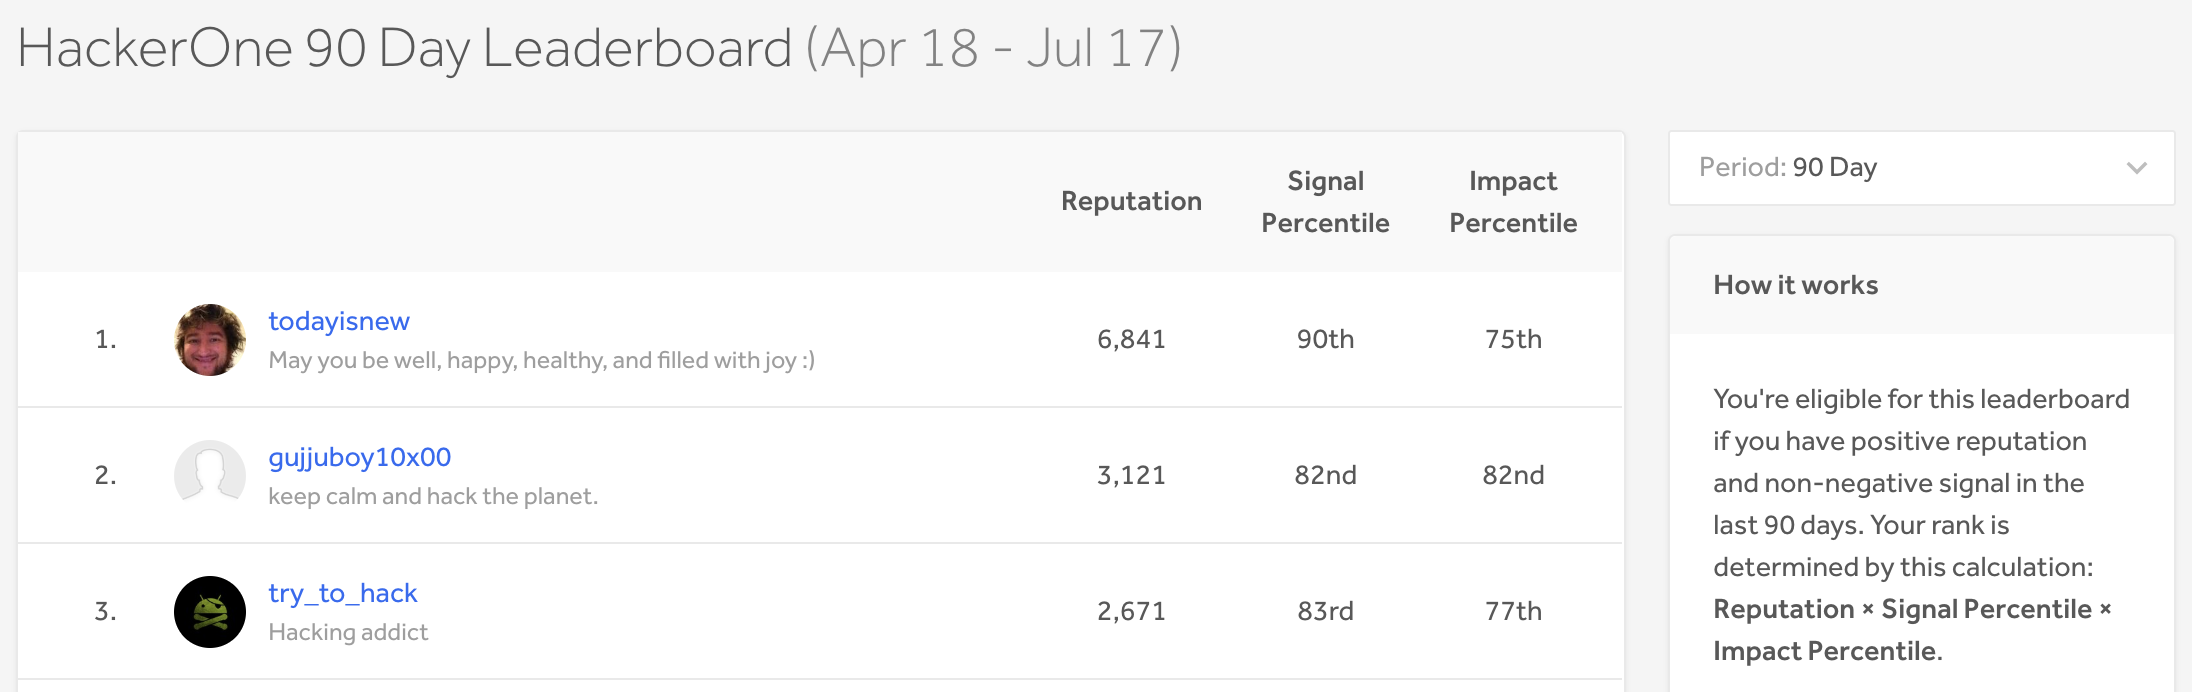 HackerOne 90 Day Leaderboard (Apr 18 - Jul 17)
Reputation
Signal
Percentile
Impact
Percentile
1.
todayisnew
May you be well, happy, healthy, and filled with joy :)
6,841
90th
75th
2.
gujjuboy10x00
keep calm and hack the planet.
3,121
82nd
82nd
3.
try_to_hack
Hacking addict
2,671
83rd
77th
Period: 90 Day
How it works
You're eligible for this leaderboard
if you have positive reputation
and non-negative signal in the
last 90 days. Your rank is
determined by this calculation:
Reputation × Signal Percentile ×
Impact Percentile.